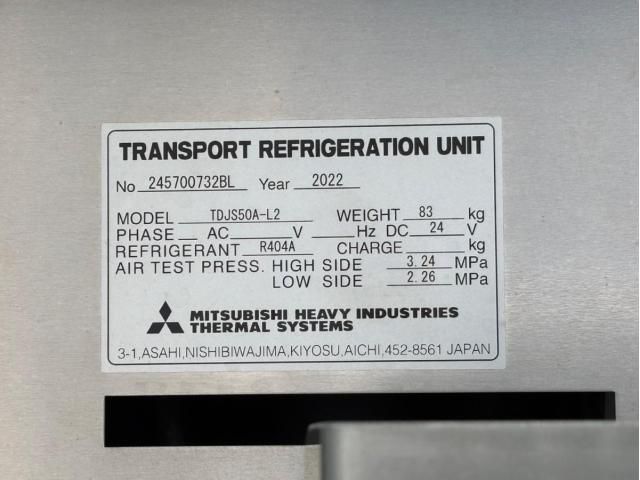 TRANSPORT REFRIGERATION UNIT
No 245700732BL Year 2022
MODEL TDJS50A-L2 WEIGHT 83 kg
PHASE AC V Hz DC 24 V
REFRIGERANT R404A CHARGE kg
AIR TEST PRESS. HIGH SIDE 3.24 MPa
LOW SIDE 2.26 MPa
MITSUBISHI HEAVY INDUSTRIES
THERMAL SYSTEMS
3-1,ASAHI,NISHIBIWAJIMA,KIYOSU,AICHI,452-8561 JAPAN